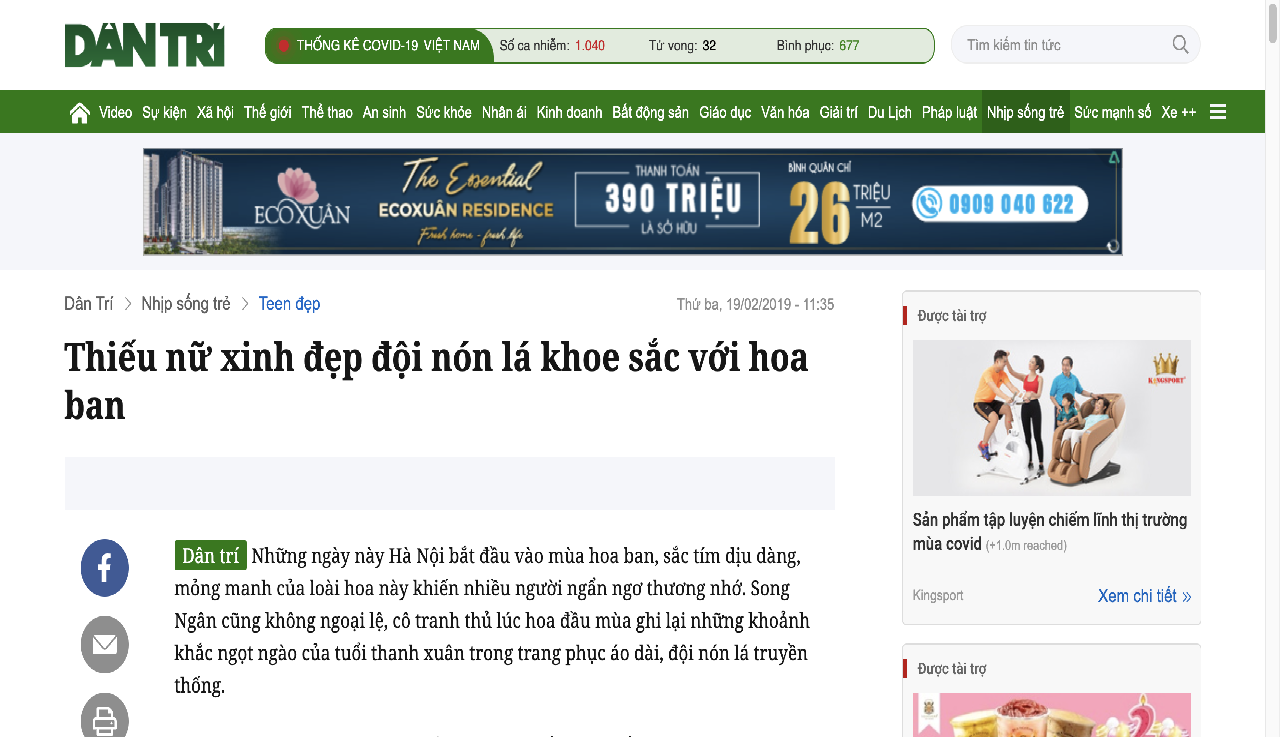 DÂN TRÍ
THỐNG KÊ COVID-19 VIỆT NAM Số ca nhiễm: 1.040 Tử vong: 32 Bình phục: 677
Tìm kiếm tin tức
Video Sự kiện Xã hội Thế giới Thể thao An sinh Sức khỏe Nhân ái Kinh doanh Bất động sản Giáo dục Văn hóa Giải trí Du Lịch Pháp luật Nhịp sống trẻ Sức mạnh số Xe ++
ECOXUÂN
The Essential
ECOXUÂN RESIDENCE
Fresh home - fresh life
THANH TOÁN
390 TRIỆU
LÀ SỞ HỮU
BÌNH QUÂN CHỈ
26 TRIỆU
M2
0909 040 622
Dân Trí > Nhịp sống trẻ > Teen đẹp
Thứ ba, 19/02/2019 - 11:35
Thiếu nữ xinh đẹp đội nón lá khoe sắc với hoa
ban
Dân trí Những ngày này Hà Nội bắt đầu vào mùa hoa ban, sắc tím dịu dàng,
mỏng manh của loài hoa này khiến nhiều người ngẩn ngơ thương nhớ. Song
Ngân cũng không ngoại lệ, cô tranh thủ lúc hoa đầu mùa ghi lại những khoảnh
khắc ngọt ngào của tuổi thanh xuân trong trang phục áo dài, đội nón lá truyền
thống.
Được tài trợ
KINGSPORT
Sản phẩm tập luyện chiếm lĩnh thị trường
mùa covid (+1.0m reached)
Kingsport
Xem chi tiết »
Được tài trợ